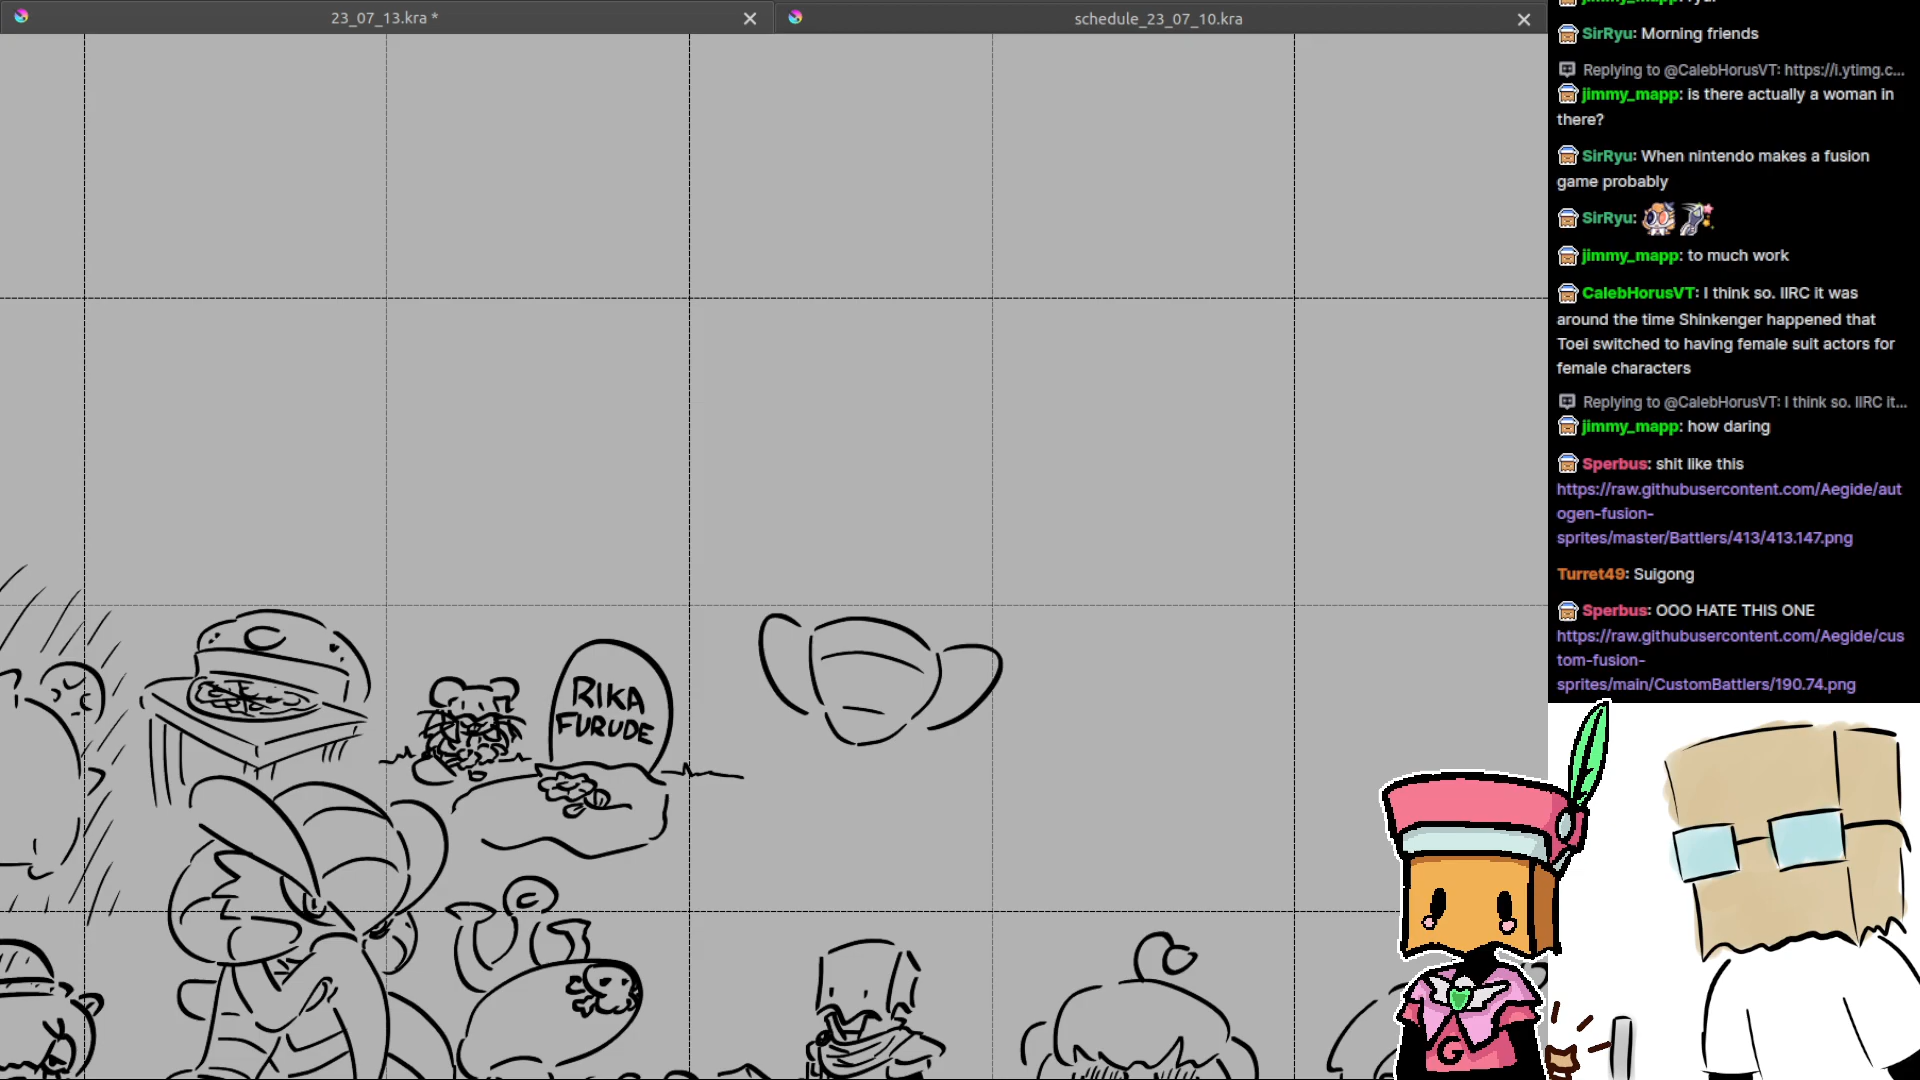 23_07_13.kra *
schedule_23_07_10.kra
SirRyu: Morning friends
Replying to @CalebHorusVT: https://i.ytimg.c...
jimmy_mapp: is there actually a woman in
there?
SirRyu: When nintendo makes a fusion
game probably
SirRyu:
jimmy_mapp: to much work
CalebHorusVT: I think so. IIRC it was
around the time Shinkenger happened that
Toei switched to having female suit actors for
female characters
Replying to @CalebHorusVT: I think so. IIRC it...
jimmy_mapp: how daring
Sperbus: shit like this
https://raw.githubusercontent.com/Aegide/aut
ogen-fusion-
sprites/master/Battlers/413/413.147.png
Turret49: Suigong
Sperbus: OOO HATE THIS ONE
https://raw.githubusercontent.com/Aegide/cus
tom-fusion-
sprites/main/CustomBattlers/190.74.png
RIKA
FURUDE
G